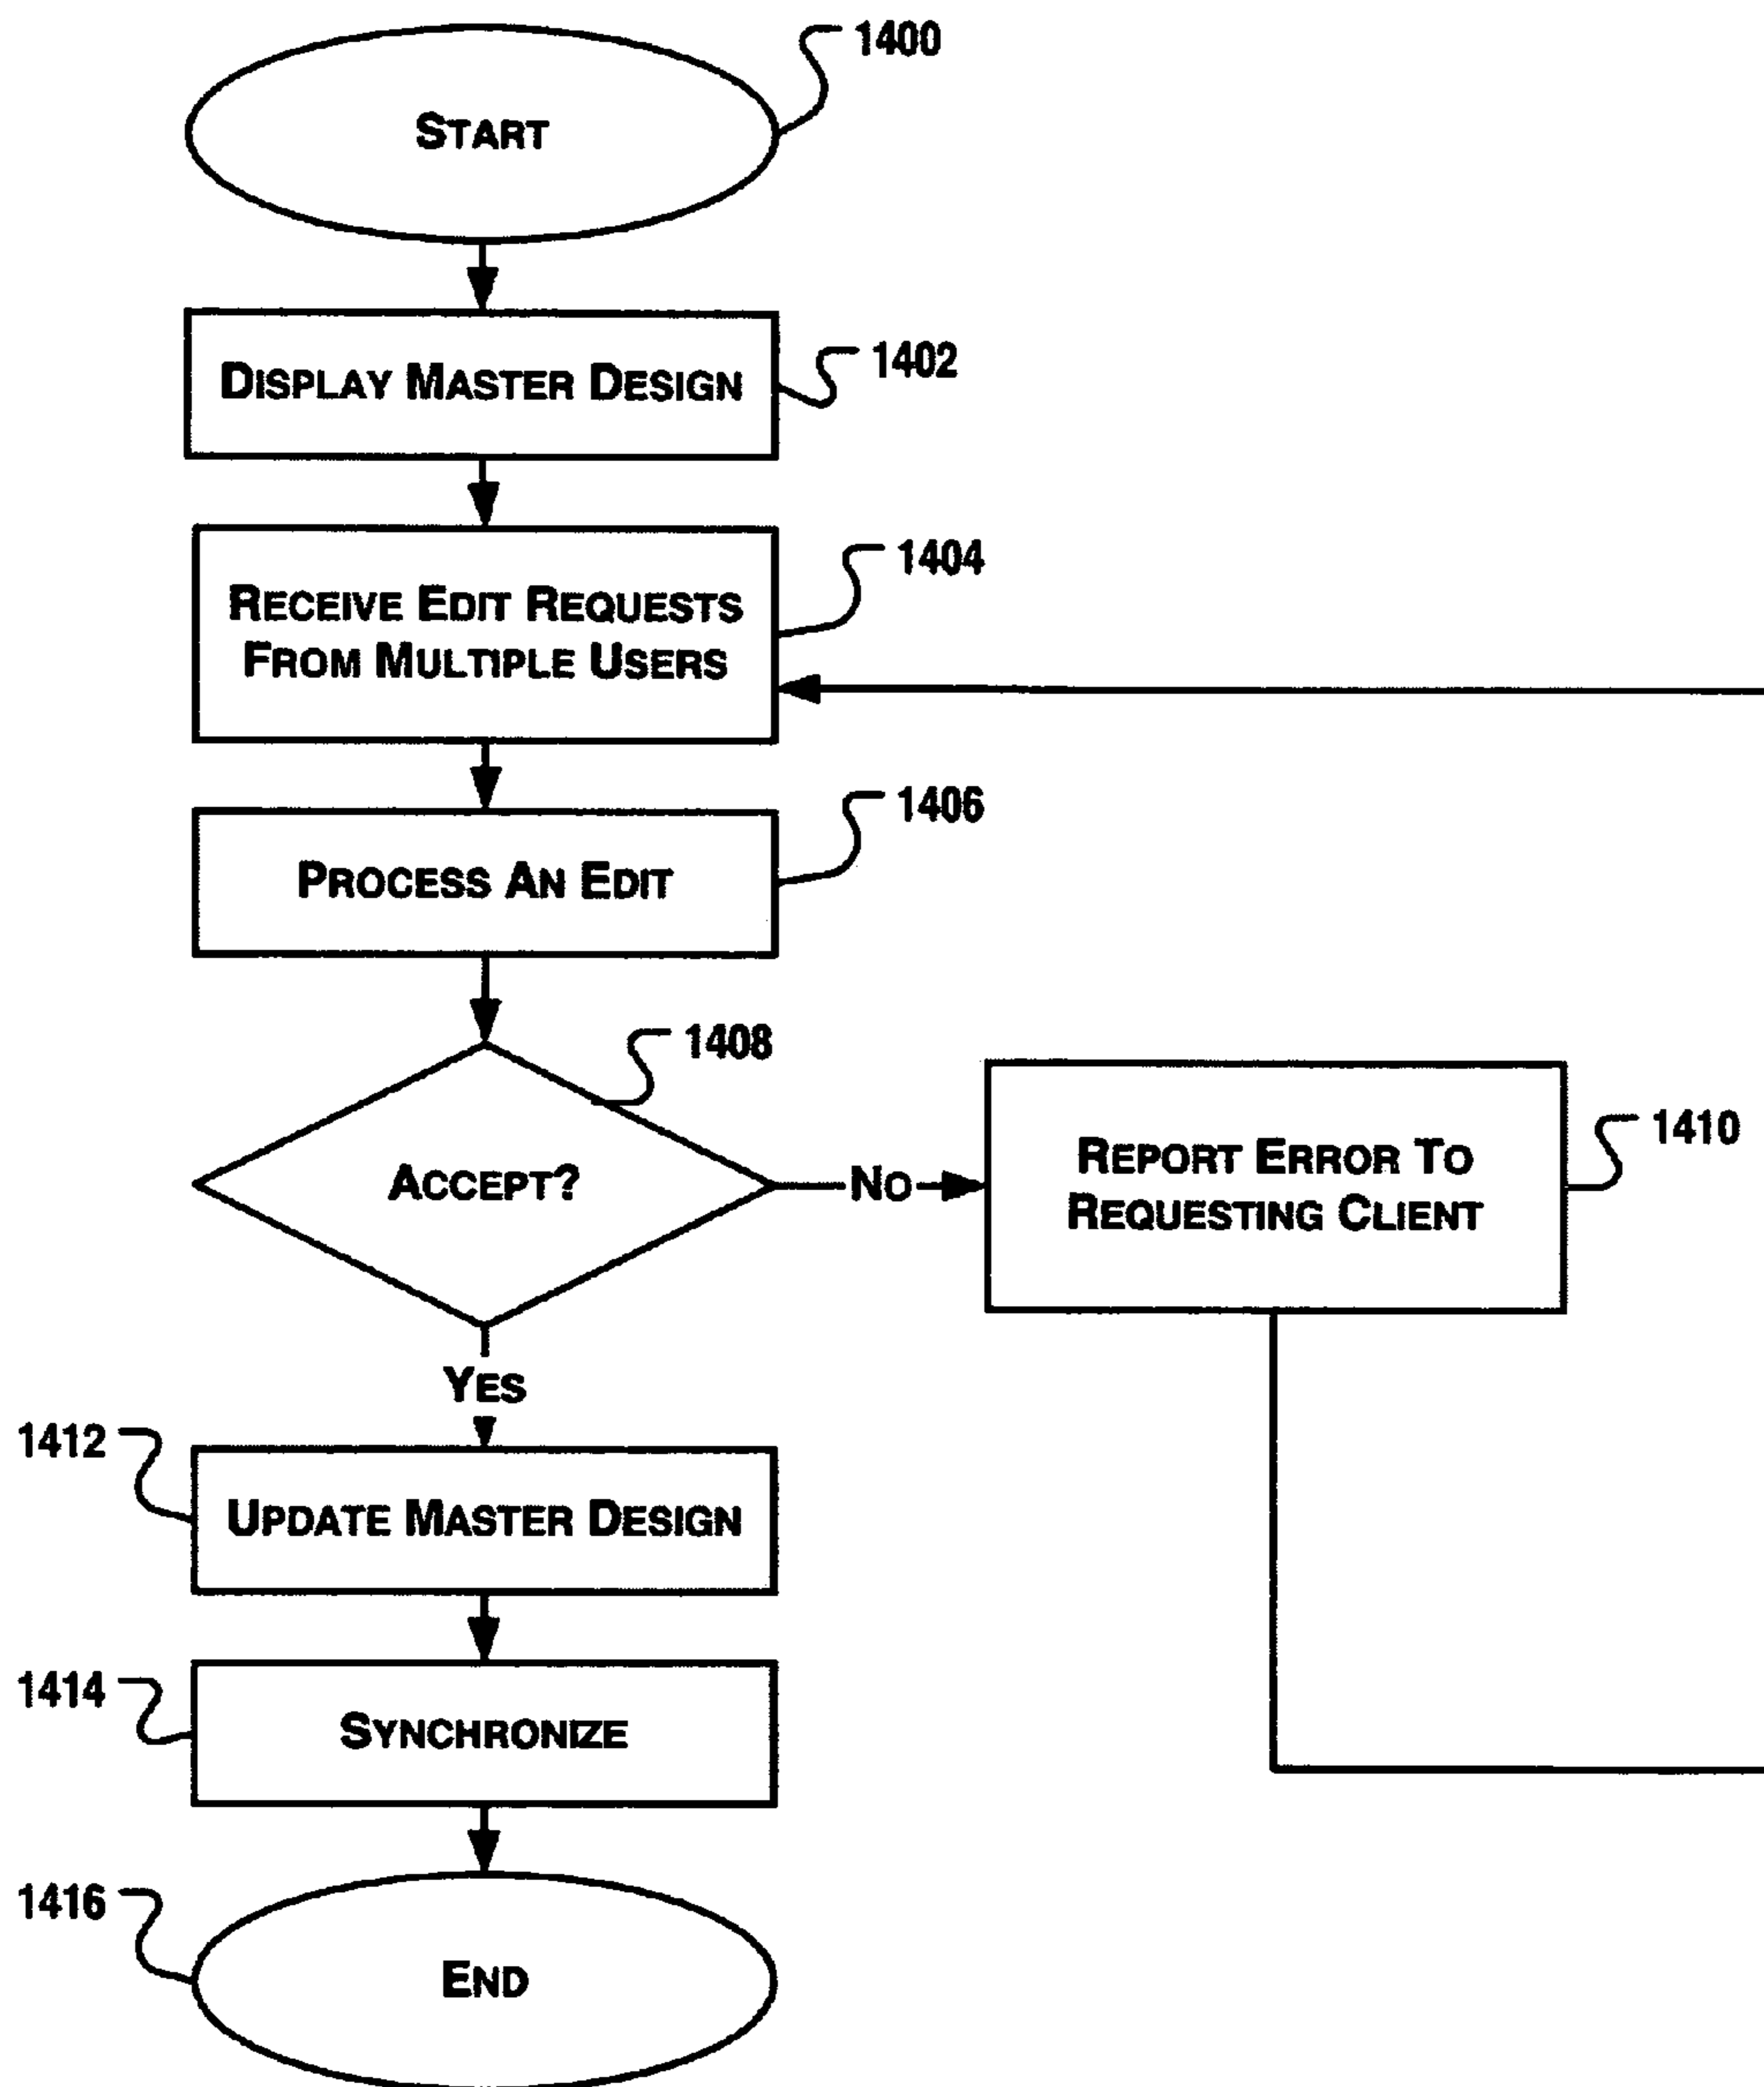 START
1400
DISPLAY MASTER DESIGN
1402
RECEIVE EDIT REQUESTS
FROM MULTIPLE USERS
1404
PROCESS AN EDIT
1406
ACCEPT?
1408
NO
REPORT ERROR TO
REQUESTING CLIENT
1410
YES
1412
UPDATE MASTER DESIGN
1414
SYNCHRONIZE
1416
END